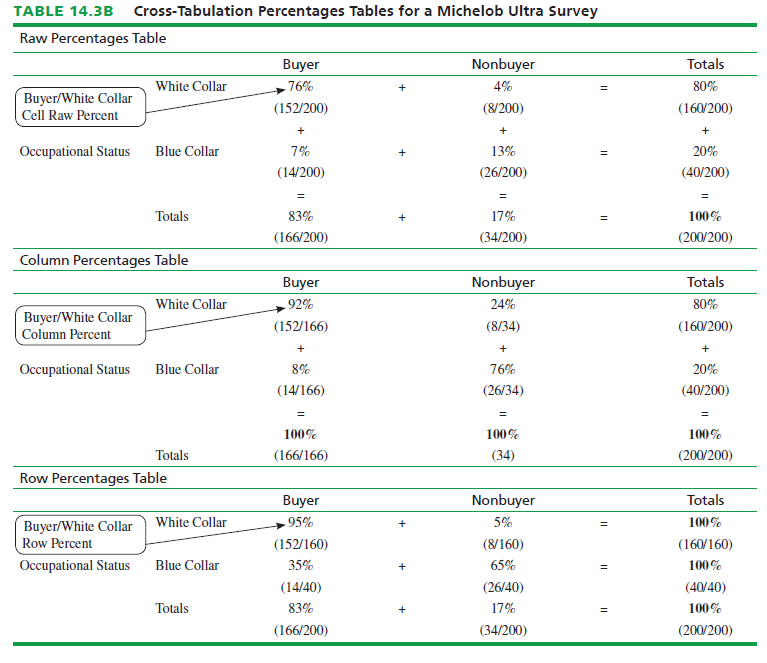 TABLE 14.3B Cross-Tabulation Percentages Tables for a Michelob Ultra Survey
Raw Percentages Table
Buyer Nonbuyer Totals
Buyer/White Collar
Cell Raw Percent
White Collar 76% + 4% = 80%
(152/200) (8/200) (160/200)
+ + +
Occupational Status Blue Collar 7% + 13% = 20%
(14/200) (26/200) (40/200)
= = =
Totals 83% + 17% = 100%
(166/200) (34/200) (200/200)
Column Percentages Table
Buyer Nonbuyer Totals
Buyer/White Collar
Column Percent
White Collar 92% 24% 80%
(152/166) (8/34) (160/200)
+ + +
Occupational Status Blue Collar 8% 76% 20%
(14/166) (26/34) (40/200)
= = =
100% 100% 100%
Totals (166/166) (34) (200/200)
Row Percentages Table
Buyer Nonbuyer Totals
Buyer/White Collar
Row Percent
White Collar 95% + 5% = 100%
(152/160) (8/160) (160/160)
Occupational Status Blue Collar 35% + 65% = 100%
(14/40) (26/40) (40/40)
Totals 83% + 17% = 100%
(166/200) (34/200) (200/200)